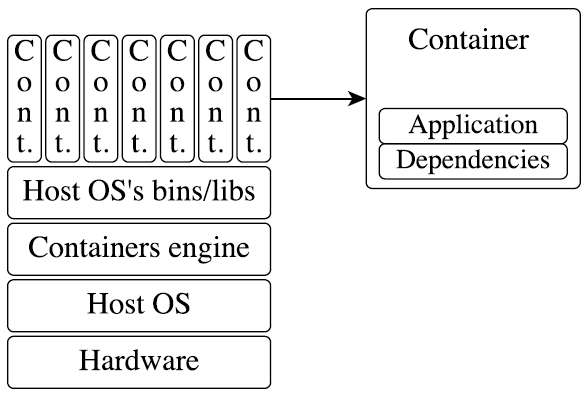 Cont.
Cont.
Cont.
Cont.
Cont.
Cont.
Cont.
Host OS's bins/libs
Containers engine
Host OS
Hardware
Container
Application
Dependencies